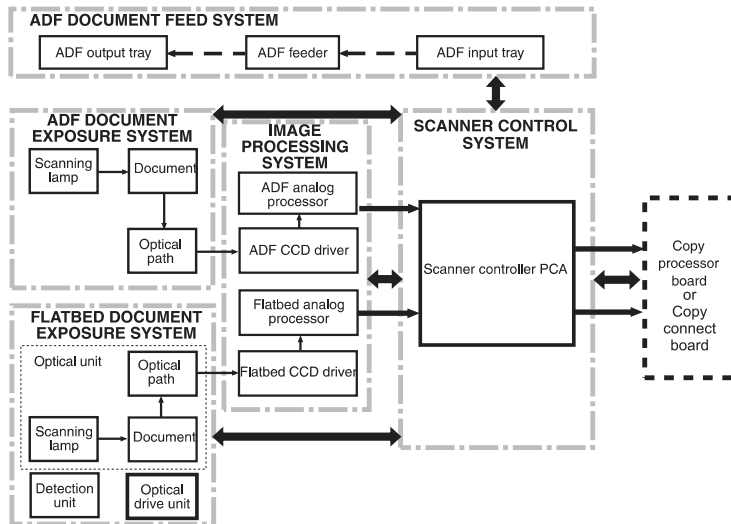 ADF DOCUMENT FEED SYSTEM
ADF output tray
ADF feeder
ADF input tray
ADF DOCUMENT
EXPOSURE SYSTEM
Scanning
lamp
Document
Optical
path
IMAGE
PROCESSING
SYSTEM
ADF analog
processor
ADF CCD driver
Flatbed analog
processor
Flatbed CCD driver
SCANNER CONTROL
SYSTEM
Scanner controller PCA
Copy
processor
board
or
Copy
connect
board
FLATBED DOCUMENT
EXPOSURE SYSTEM
Optical unit
Optical
path
Scanning
lamp
Document
Detection
unit
Optical
drive unit